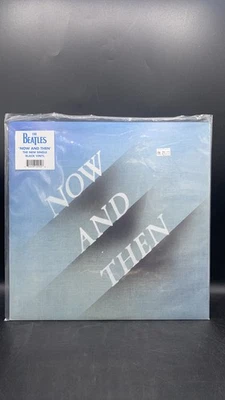 THE
BEATLES
"NOW AND THEN"
THE NEW SINGLE
BLACK VINYL
NOW
AND
THEN